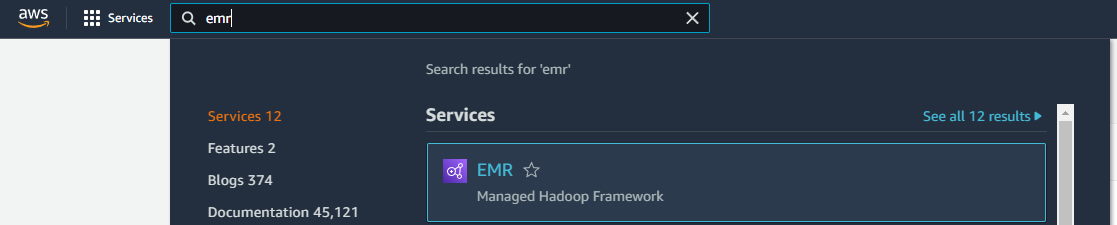 aws
Services
emr
Search results for 'emr'
Services 12
Features 2
Blogs 374
Documentation 45,121
Services
See all 12 results
EMR
Managed Hadoop Framework